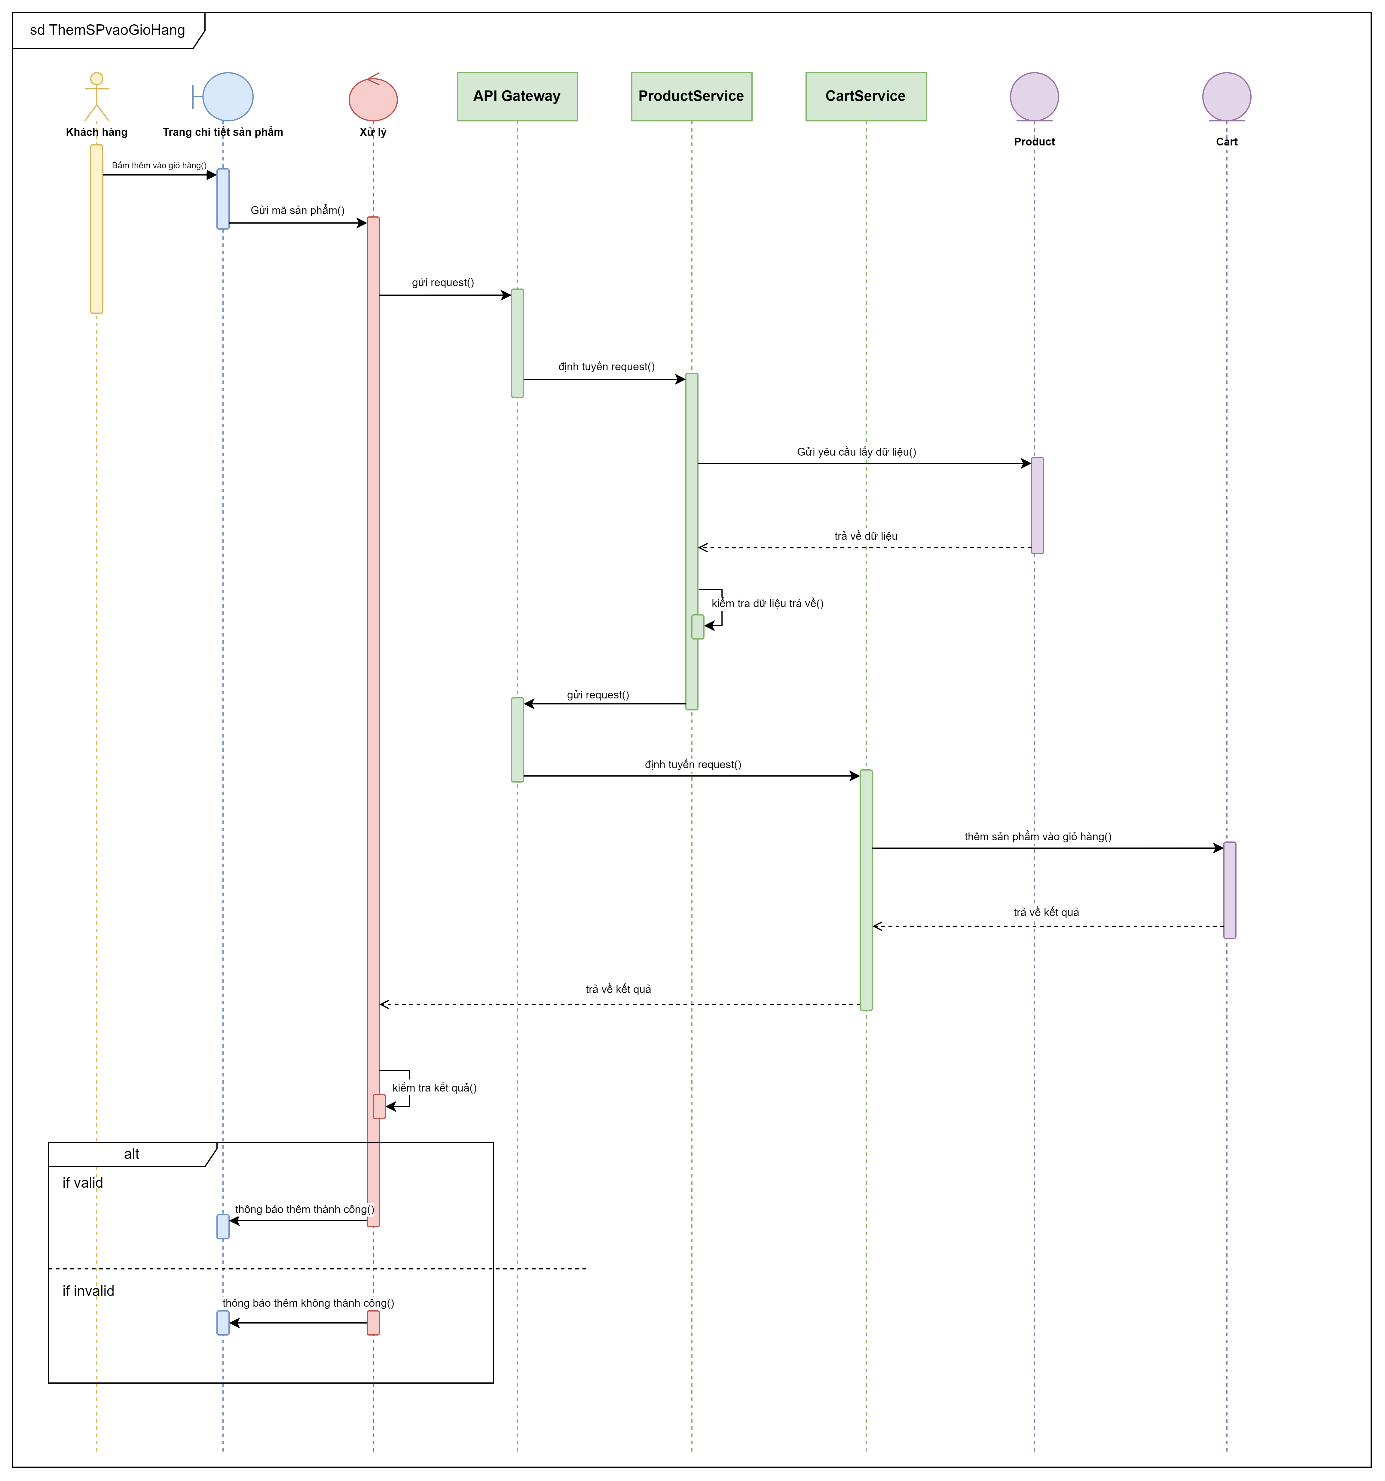 sd ThemSPvaoGioHang
Khách hàng
Trang chi tiết sản phẩm
Xử lý
API Gateway
ProductService
CartService
Product
Cart
Bấm thêm vào giỏ hàng()
Gửi mã sản phẩm()
gửi request()
định tuyến request()
Gửi yêu cầu lấy dữ liệu()
trả về dữ liệu
kiểm tra dữ liệu trả về()
gửi request()
định tuyến request()
thêm sản phẩm vào giỏ hàng()
trả về kết quả
trả về kết quả
kiểm tra kết quả()
alt
if valid
thông báo thêm thành công()
if invalid
thông báo thêm không thành công()